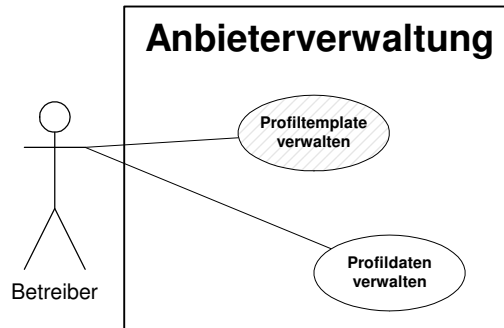 Anbieterverwaltung
Profiltemplate
verwalten
Profildaten
verwalten
Betreiber